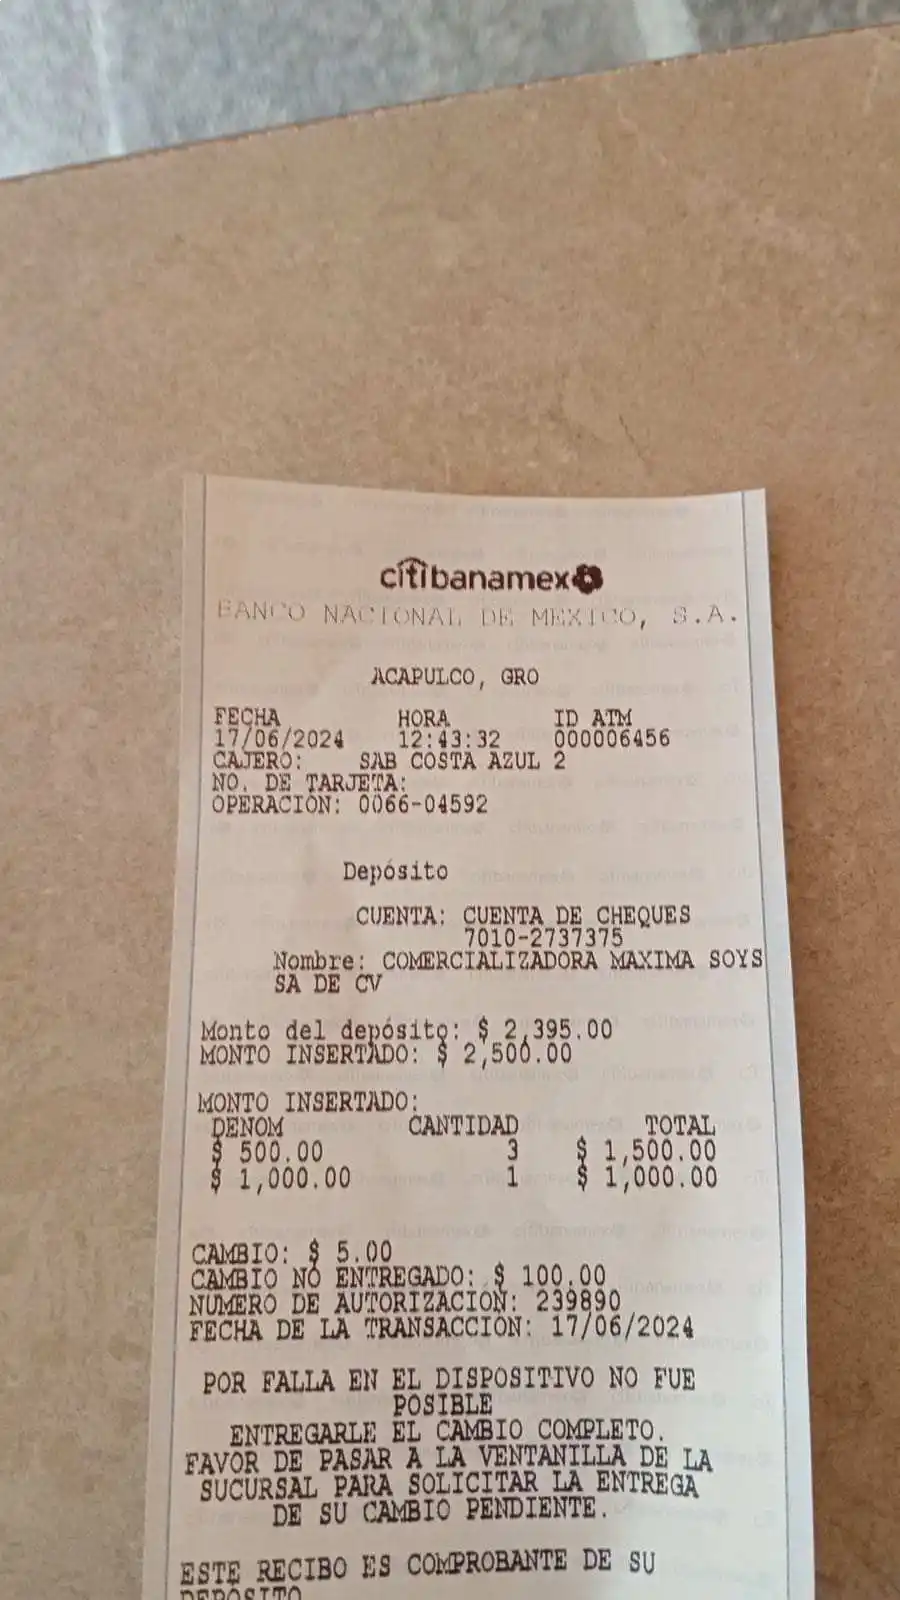 citibanamex
BANCO NACIONAL DE MEXICO, S.A.
ACAPULCO, GRO
FECHA HORA ID ATM
17/06/2024 12:43:32 000006456
CAJERO: SAB COSTA AZUL 2
NO. DE TARJETA:
OPERACIÓN: 0066-04592
Depósito
CUENTA: CUENTA DE CHEQUES
7010-2737375
Nombre: COMERCIALIZADORA MAXIMA SOYS
SA DE CV
Monto del depósito: $ 2,395.00
MONTO INSERTADO: $ 2,500.00
MONTO INSERTADO:
DENOM CANTIDAD TOTAL
$ 500.00 3 $ 1,500.00
$ 1,000.00 1 $ 1,000.00
CAMBIO: $ 5.00
CAMBIO NO ENTREGADO: $ 100.00
NUMERO DE AUTORIZACIÓN: 239890
FECHA DE LA TRANSACCIÓN: 17/06/2024
POR FALLA EN EL DISPOSITIVO NO FUE
POSIBLE
ENTREGARLE EL CAMBIO COMPLETO.
FAVOR DE PASAR A LA VENTANILLA DE LA
SUCURSAL PARA SOLICITAR LA ENTREGA
DE SU CAMBIO PENDIENTE.
ESTE RECIBO ES COMPROBANTE DE SU
DEPÓSITO